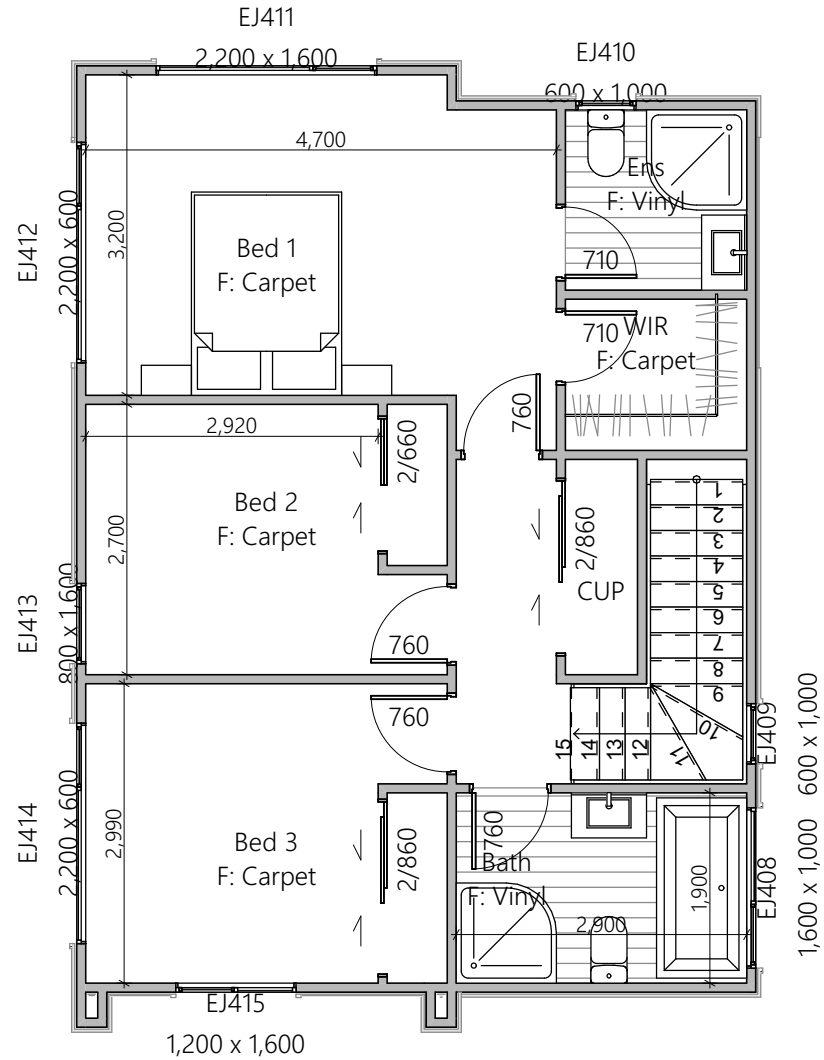 EJ411
2,200 x 1,600
EJ410
600 x 1,000
4,700
Ens
F: Vinyl
EJ412
2,200 x 600
3,200
Bed 1
F: Carpet
710
710
WIR
F: Carpet
760
2,920
2/660
Bed 2
F: Carpet
2,700
2/860
CUP
1
2
3
4
5
6
7
8
9
10
11
12
13
14
15
EJ413
800 x 1,600
760
760
EJ409
600 x 1,000
EJ414
2,200 x 600
2,990
Bed 3
F: Carpet
2/860
760
Bath
F: Vinyl
2,900
1,900
EJ408
1,600 x 1,000
EJ415
1,200 x 1,600